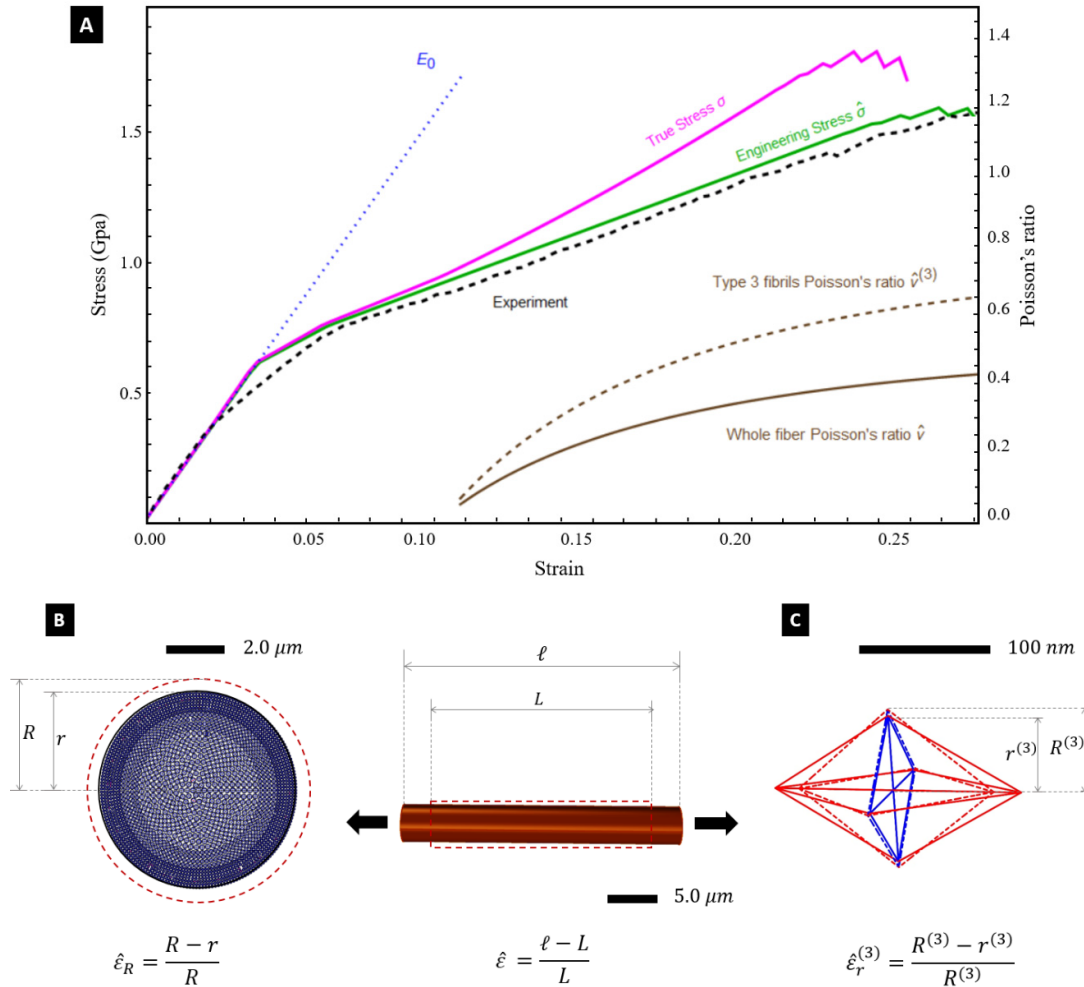 A
E₀
True Stress σ
Engineering Stress σ̂
Experiment
Type 3 fibrils Poisson's ratio ν̂⁽³⁾
Whole fiber Poisson's ratio ν̂
Stress (Gpa)
1.5
1.0
0.5
Poisson's ratio
1.4
1.2
1.0
0.8
0.6
0.4
0.2
0.0
0.00
0.05
0.10
0.15
0.20
0.25
Strain
B
2.0 μm
R
r
ℓ
L
5.0 μm
C
100 nm
r⁽³⁾
R⁽³⁾
ε̂_R = (R − r) / R
ε̂ = (ℓ − L) / L
ε̂_r⁽³⁾ = (R⁽³⁾ − r⁽³⁾) / R⁽³⁾